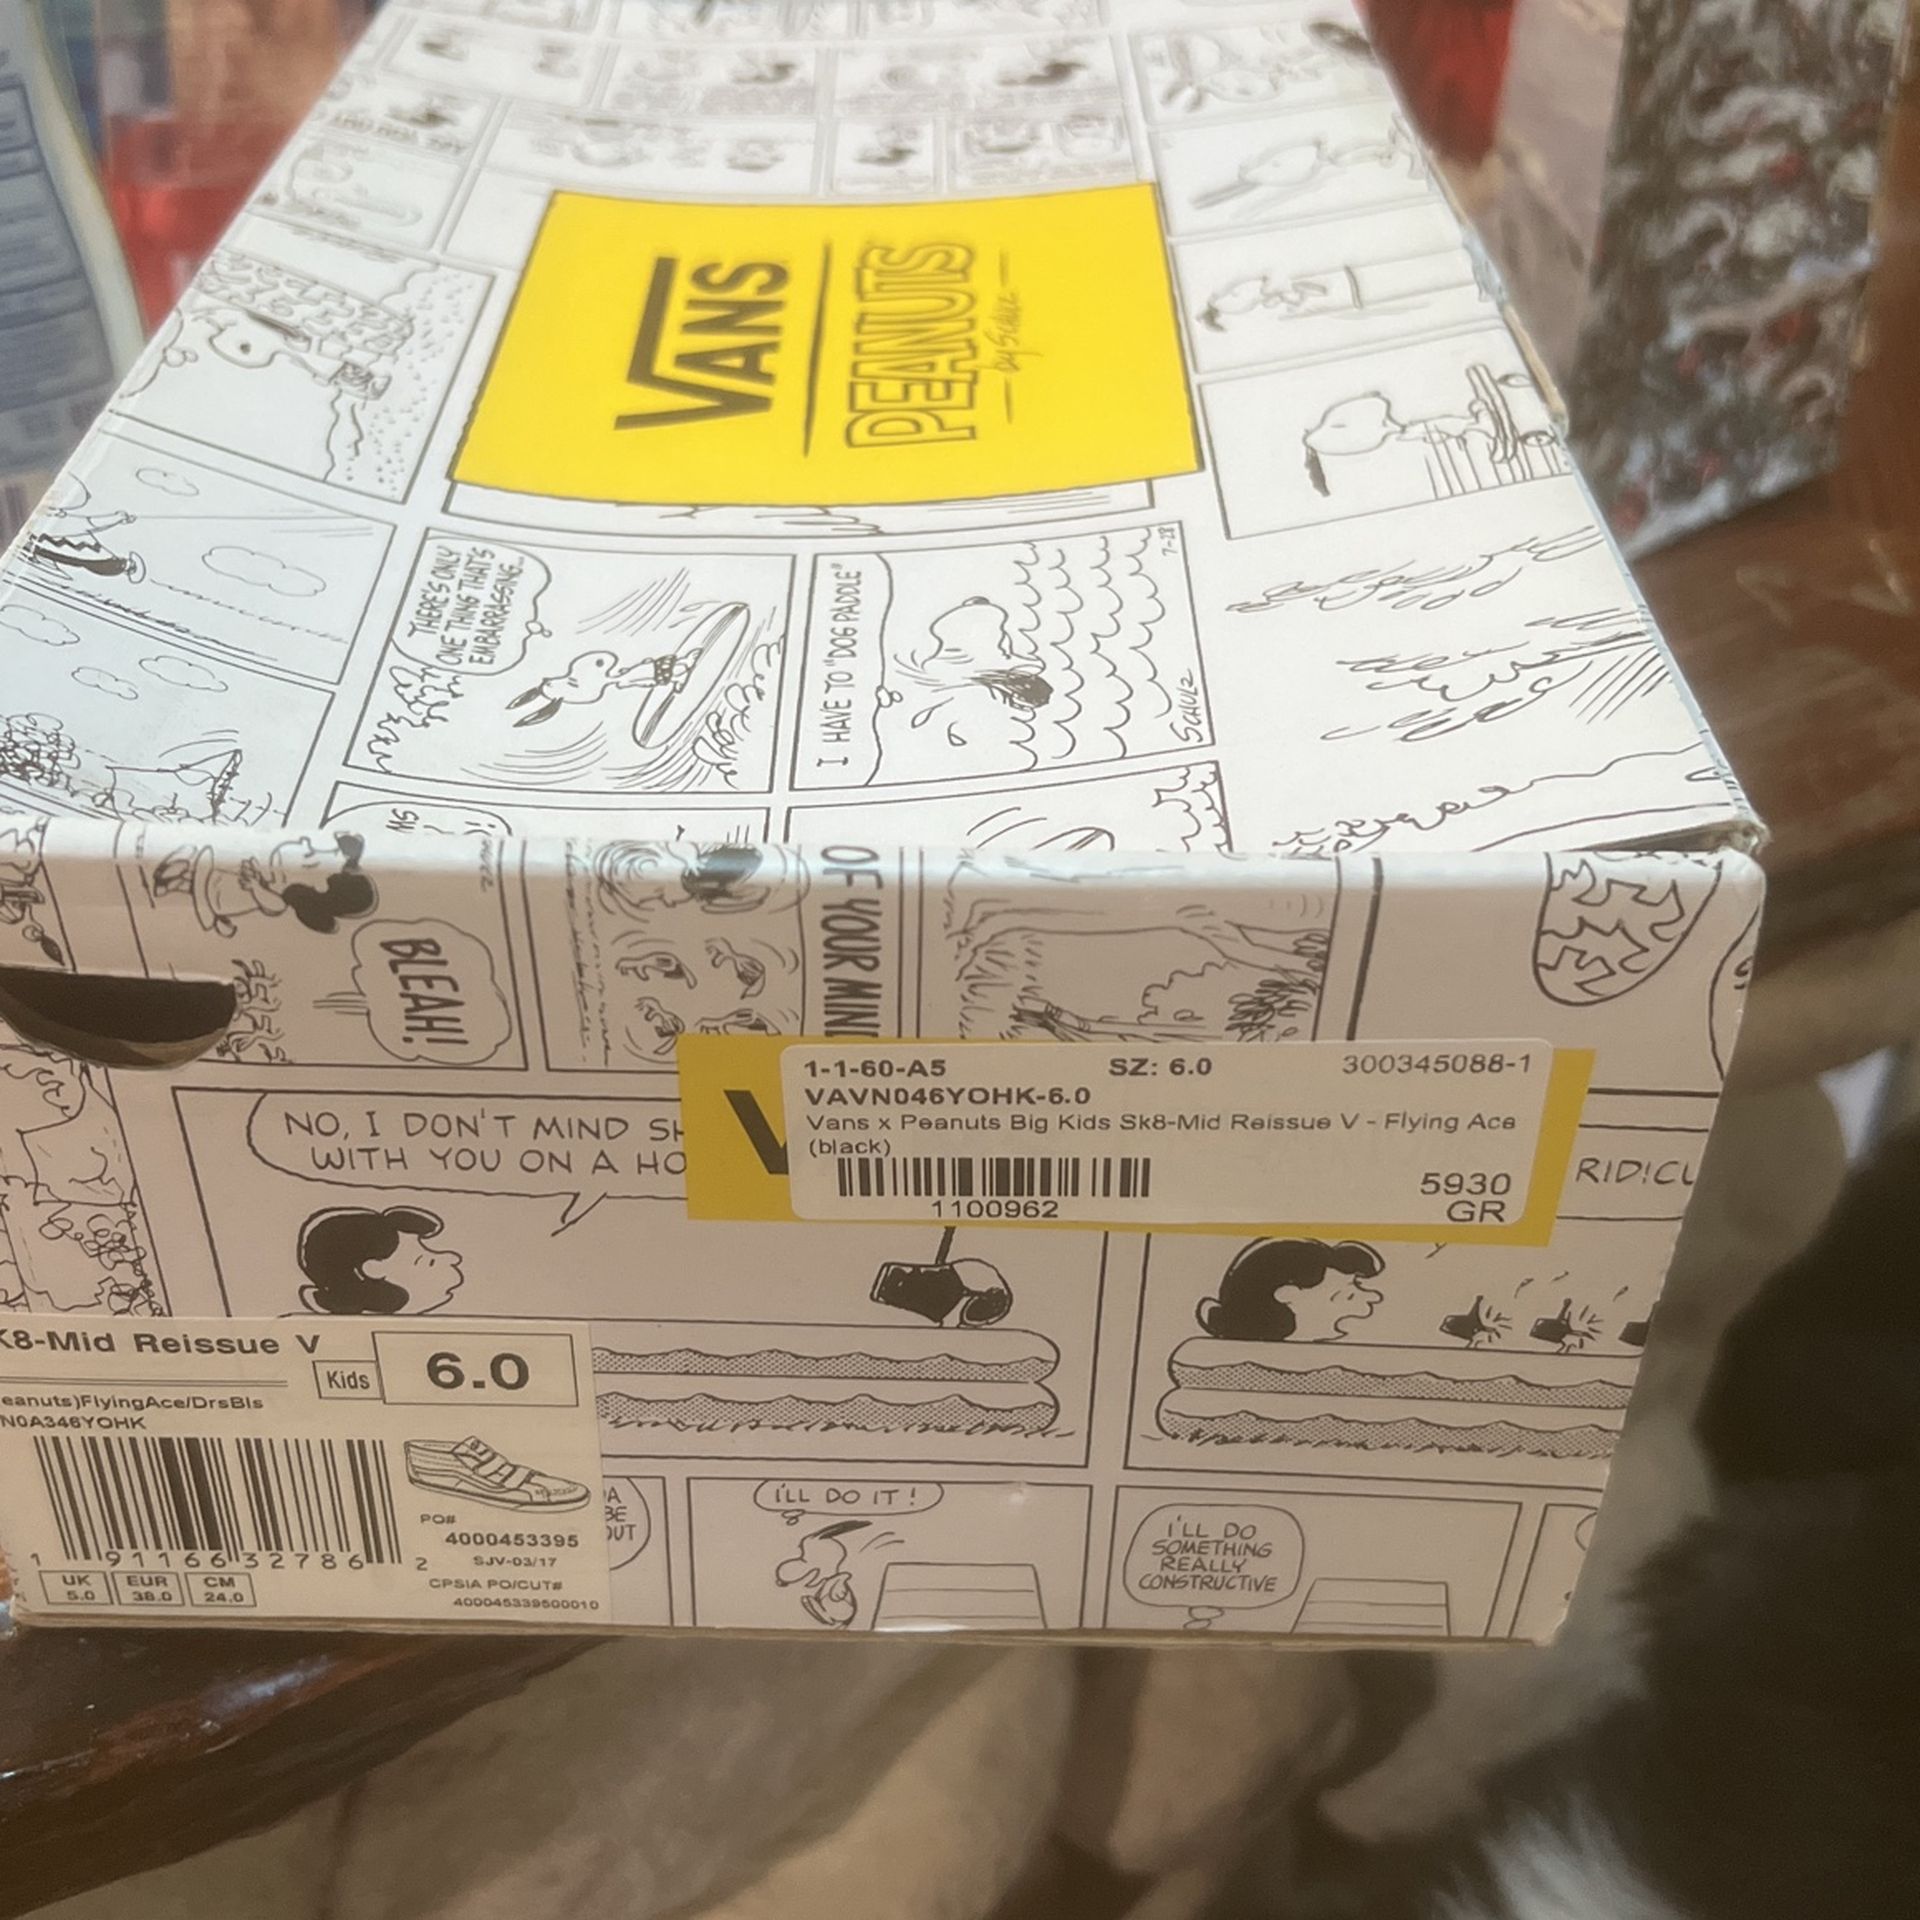 VANS
PEANUTS
by Schulz
THERE'S ONLY
ONE THING THAT'S
EMBARRASSING...
I HAVE TO "DOG PADDLE"
7-28
SCHULZ
BLEAH!
OF YOUR MIND
NO, I DON'T MIND SH
WITH YOU ON A HO
V
1-1-60-A5 SZ: 6.0 300345088-1
VAVN046YOHK-6.0
Vans x Peanuts Big Kids Sk8-Mid Reissue V - Flying Ace
(black)
1100962
5930
GR
RIDICU
K8-Mid Reissue V
Kids
6.0
eanuts)FlyingAce/DrsBls
N0A346YOHK
PO#
4000453395
SJV-03/17
1 91166 32786 2
CPSIA PO/CUT#
400045339500010
UK EUR CM
5.0 38.0 24.0
I'LL DO IT!
I'LL DO
SOMETHING
REALLY
CONSTRUCTIVE